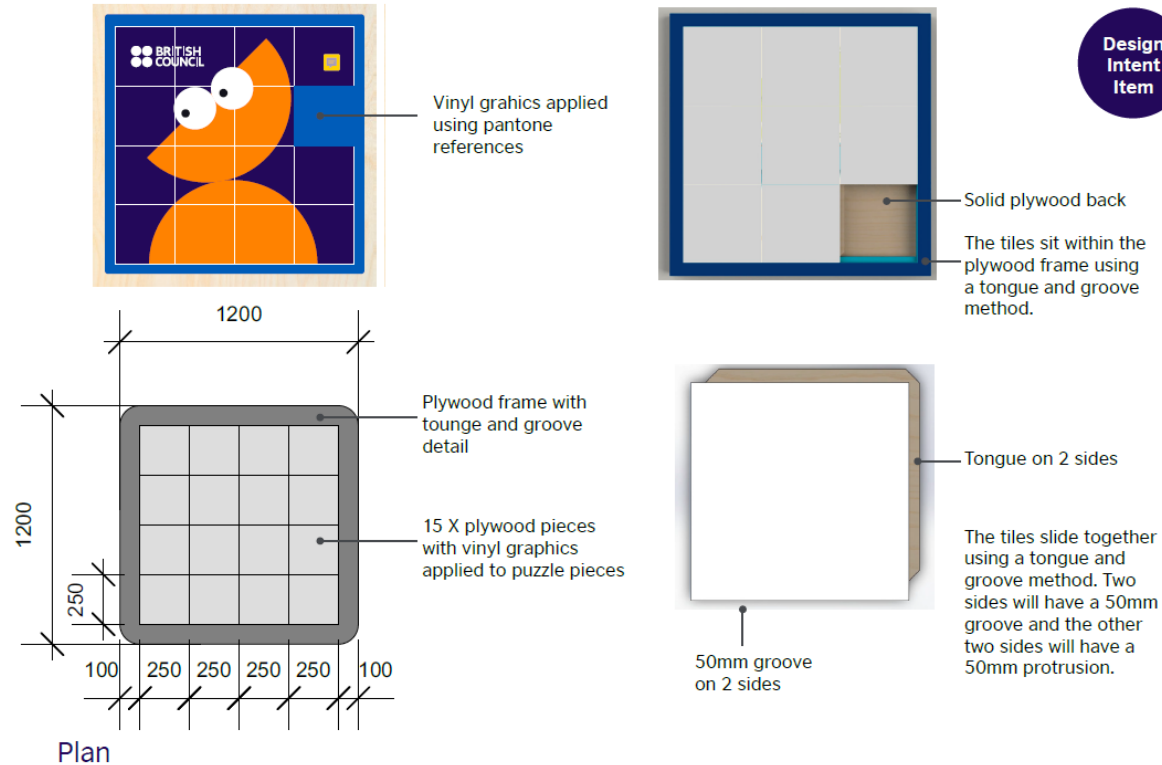 BRITISH
COUNCIL
Vinyl grahics applied
using pantone
references
Design
Intent
Item
Solid plywood back
The tiles sit within the
plywood frame using
a tongue and groove
method.
1200
1200
250
100 250 250 250 250 100
Plywood frame with
tounge and groove
detail
15 X plywood pieces
with vinyl graphics
applied to puzzle pieces
Tongue on 2 sides
The tiles slide together
using a tongue and
groove method. Two
sides will have a 50mm
groove and the other
two sides will have a
50mm protrusion.
50mm groove
on 2 sides
Plan